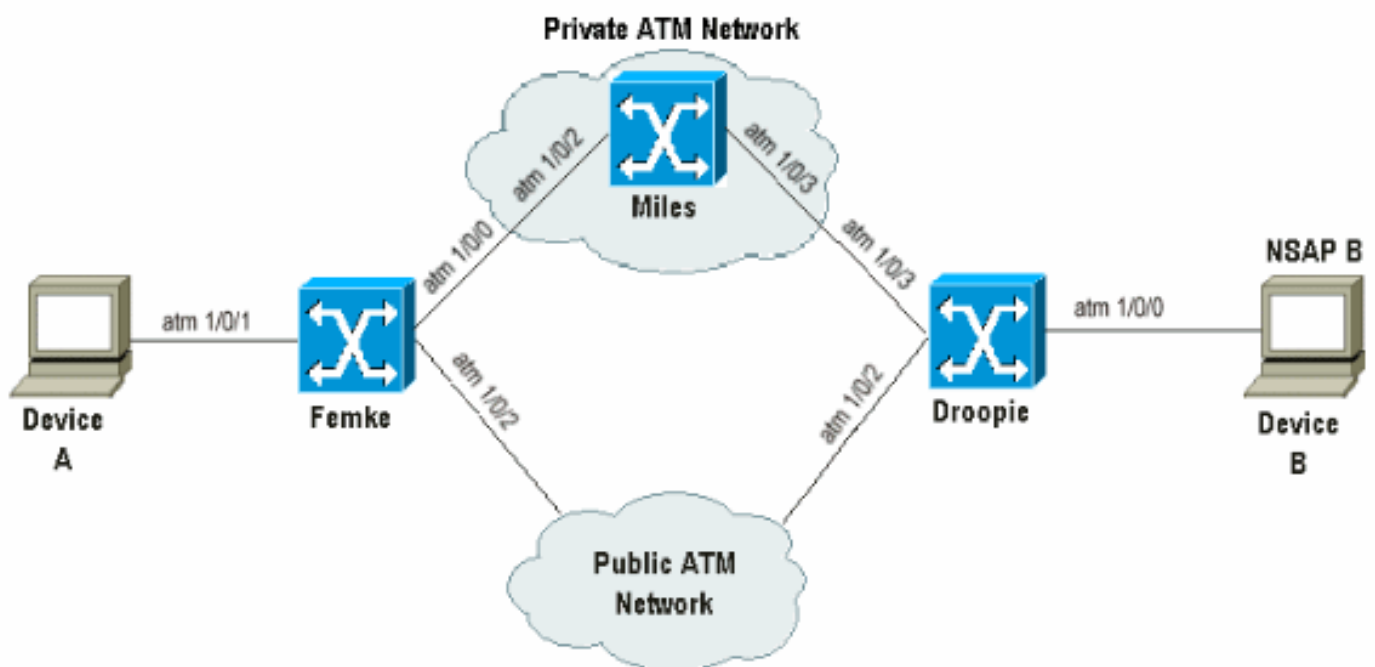 Private ATM Network
atm 1/0/2
atm 1/0/3
Miles
atm 1/0/0
atm 1/0/3
NSAP B
atm 1/0/1
atm 1/0/0
Device
A
Femke
atm 1/0/2
atm 1/0/2
Droopie
Device
B
Public ATM
Network